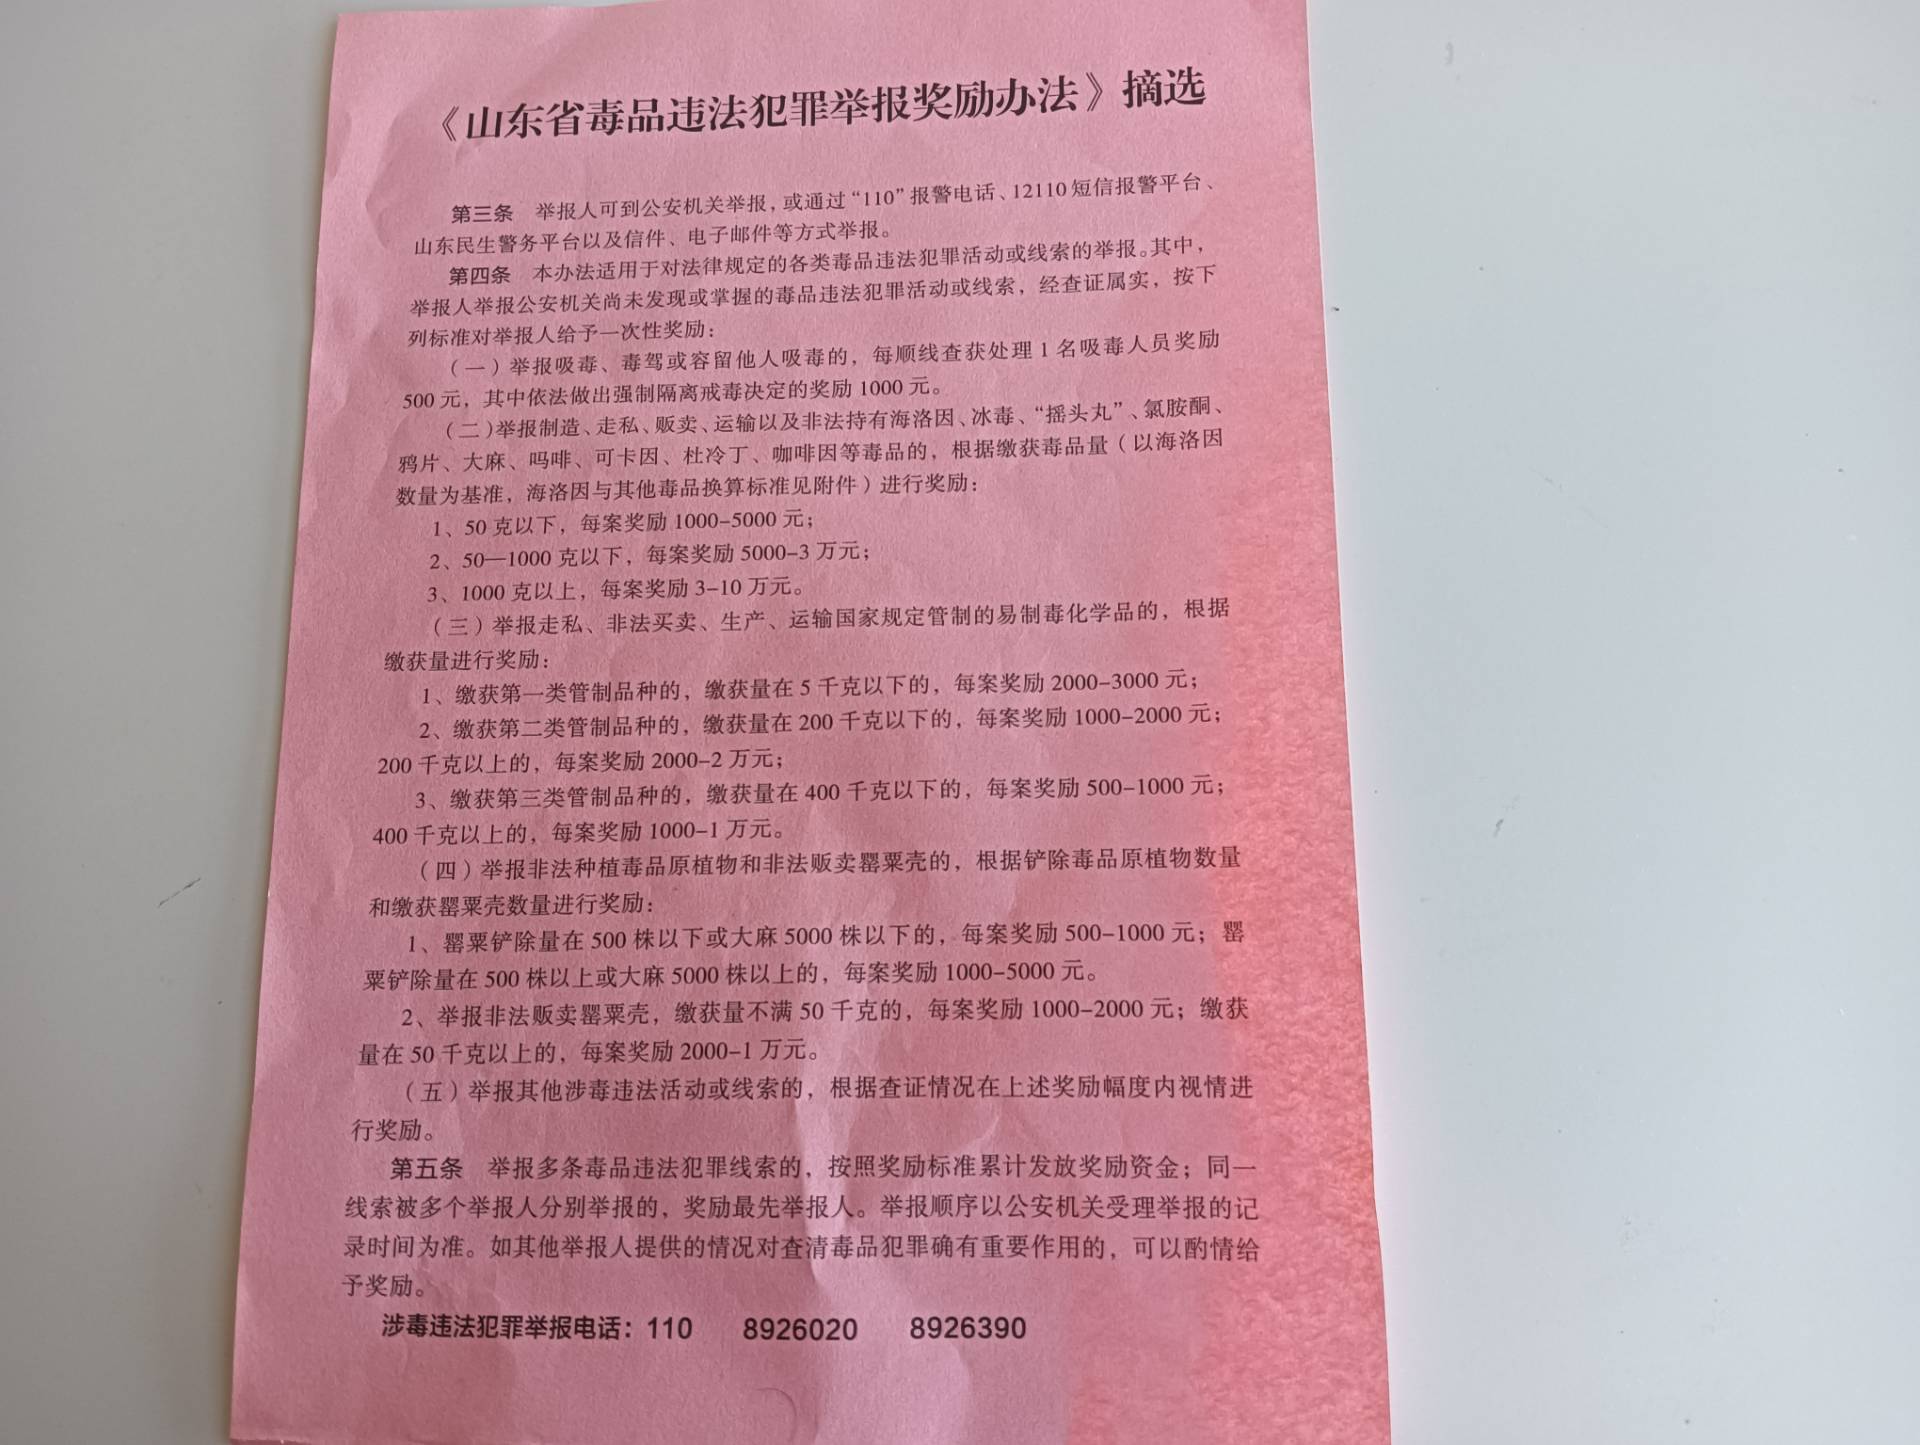 《山东省毒品违法犯罪举报奖励办法》摘选
第三条 举报人可到公安机关举报，或通过“110”报警电话、12110短信报警平台、
山东民生警务平台以及信件、电子邮件等方式举报。
第四条 本办法适用于对法律规定的各类毒品违法犯罪活动或线索的举报。其中，
举报人举报公安机关尚未发现或掌握的毒品违法犯罪活动或线索，经查证属实，按下
列标准对举报人给予一次性奖励：
（一）举报吸毒、毒驾或容留他人吸毒的，每顺线查获处理1名吸毒人员奖励
500元，其中依法做出强制隔离戒毒决定的奖励1000元。
（二）举报制造、走私、贩卖、运输以及非法持有海洛因、冰毒、“摇头丸”、氯胺酮、
鸦片、大麻、吗啡、可卡因、杜冷丁、咖啡因等毒品的，根据缴获毒品量（以海洛因
数量为基准，海洛因与其他毒品换算标准见附件）进行奖励：
1、50克以下，每案奖励1000-5000元；
2、50—1000克以下，每案奖励5000-3万元；
3、1000克以上，每案奖励3-10万元。
（三）举报走私、非法买卖、生产、运输国家规定管制的易制毒化学品的，根据
缴获量进行奖励：
1、缴获第一类管制品种的，缴获量在5千克以下的，每案奖励2000-3000元；
2、缴获第二类管制品种的，缴获量在200千克以下的，每案奖励1000-2000元；
200千克以上的，每案奖励2000-2万元；
3、缴获第三类管制品种的，缴获量在400千克以下的，每案奖励500-1000元；
400千克以上的，每案奖励1000-1万元。
（四）举报非法种植毒品原植物和非法贩卖罂粟壳的，根据铲除毒品原植物数量
和缴获罂粟壳数量进行奖励：
1、罂粟铲除量在500株以下或大麻5000株以下的，每案奖励500-1000元；罂
粟铲除量在500株以上或大麻5000株以上的，每案奖励1000-5000元。
2、举报非法贩卖罂粟壳，缴获量不满50千克的，每案奖励1000-2000元；缴获
量在50千克以上的，每案奖励2000-1万元。
（五）举报其他涉毒违法活动或线索的，根据查证情况在上述奖励幅度内视情进
行奖励。
第五条 举报多条毒品违法犯罪线索的，按照奖励标准累计发放奖励资金；同一
线索被多个举报人分别举报的，奖励最先举报人。举报顺序以公安机关受理举报的记
录时间为准。如其他举报人提供的情况对查清毒品犯罪确有重要作用的，可以酌情给
予奖励。
涉毒违法犯罪举报电话：110 8926020 8926390